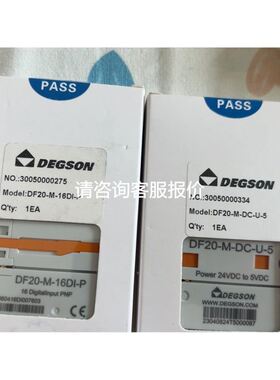 PASS
DEGSON
NO.:30050000275
Model:DF20-M-16DI-
Q'ty: 1EA
DF20-M-16DI-P
16 DigitalInput PNP
PASS
DEGSON
NO.:30050000334
Model:DF20-M-DC-U-5
Q'ty: 1EA
DF20-M-DC-U-5
Power 24VDC to 5VDC
DEGSON
WWW.DEGSON.COM
请咨询客服报价